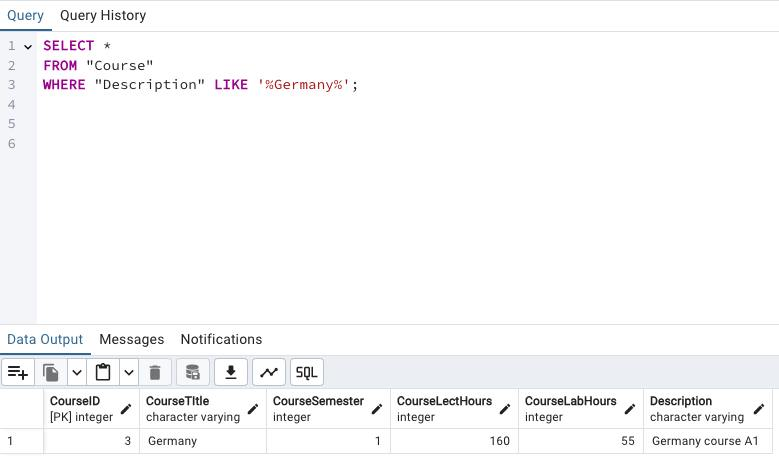 Query Query History
1 SELECT *
2 FROM "Course"
3 WHERE "Description" LIKE '%Germany%';
4
5
6
Data Output Messages Notifications
SQL
CourseID CourseTItle CourseSemester CourseLectHours CourseLabHours Description
[PK] integer character varying integer integer integer character varying
1 3 Germany 1 160 55 Germany course A1